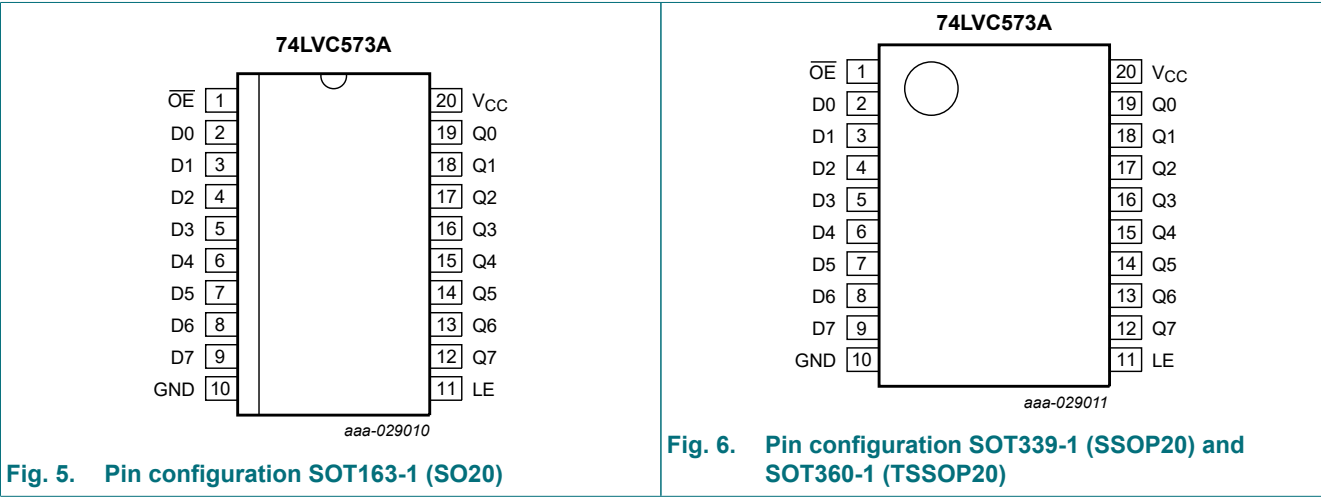 74LVC573A
OE 1 20 VCC
D0 2 19 Q0
D1 3 18 Q1
D2 4 17 Q2
D3 5 16 Q3
D4 6 15 Q4
D5 7 14 Q5
D6 8 13 Q6
D7 9 12 Q7
GND 10 11 LE
aaa-029010
Fig. 5. Pin configuration SOT163-1 (SO20)
74LVC573A
OE 1 20 VCC
D0 2 19 Q0
D1 3 18 Q1
D2 4 17 Q2
D3 5 16 Q3
D4 6 15 Q4
D5 7 14 Q5
D6 8 13 Q6
D7 9 12 Q7
GND 10 11 LE
aaa-029011
Fig. 6. Pin configuration SOT339-1 (SSOP20) and
SOT360-1 (TSSOP20)